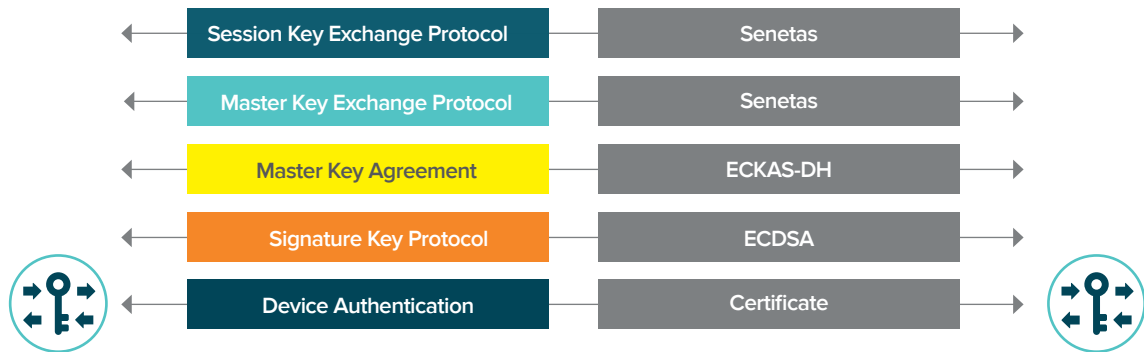 Session Key Exchange Protocol
Senetas
Master Key Exchange Protocol
Senetas
Master Key Agreement
ECKAS-DH
Signature Key Protocol
ECDSA
Device Authentication
Certificate